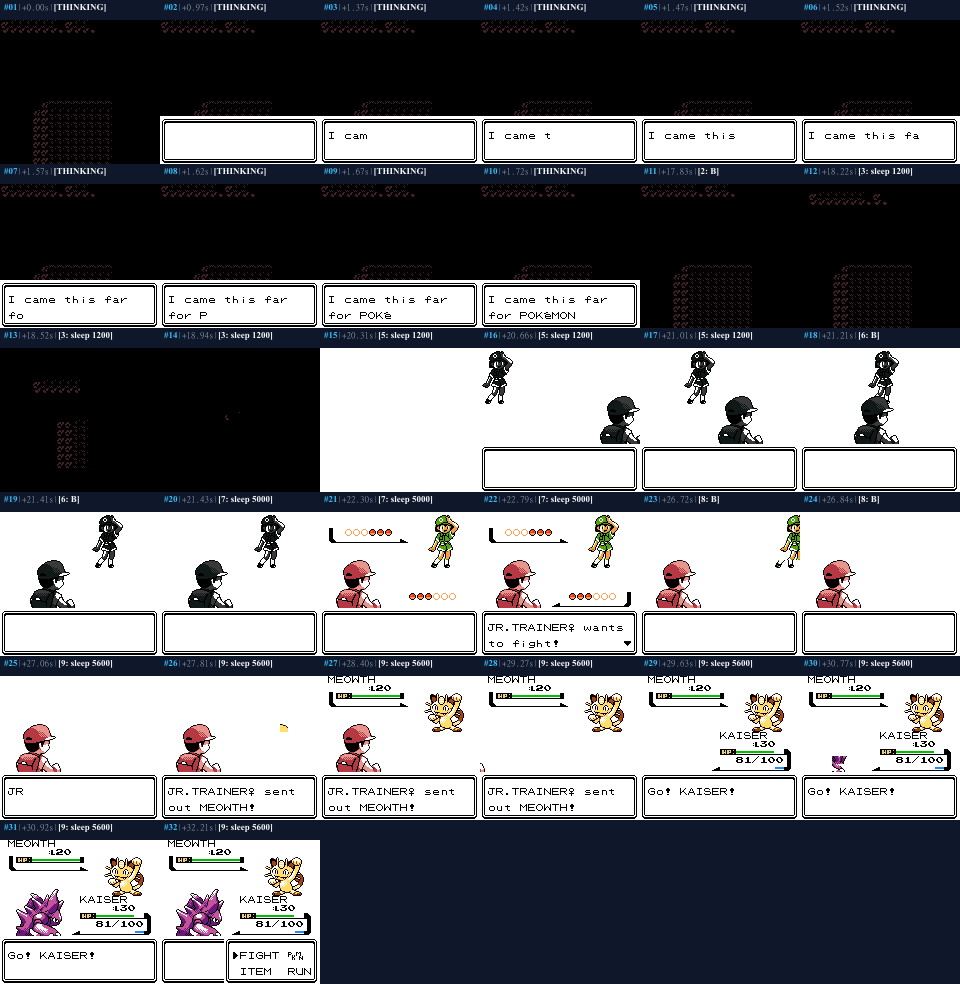 #01|+0.00s|[THINKING]
#02|+0.97s|[THINKING]
#03|+1.37s|[THINKING]
#04|+1.42s|[THINKING]
#05|+1.47s|[THINKING]
#06|+1.52s|[THINKING]
I cam
I came t
I came this
I came this fa
#07|+1.57s|[THINKING]
#08|+1.62s|[THINKING]
#09|+1.67s|[THINKING]
#10|+1.72s|[THINKING]
#11|+17.83s|[2: B]
#12|+18.22s|[3: sleep 1200]
I came this far
fo
I came this far
for P
I came this far
for POKé
I came this far
for POKéMON
#13|+18.52s|[3: sleep 1200]
#14|+18.94s|[3: sleep 1200]
#15|+20.31s|[5: sleep 1200]
#16|+20.66s|[5: sleep 1200]
#17|+21.01s|[5: sleep 1200]
#18|+21.21s|[6: B]
#19|+21.41s|[6: B]
#20|+21.43s|[7: sleep 5000]
#21|+22.30s|[7: sleep 5000]
#22|+22.79s|[7: sleep 5000]
#23|+26.72s|[8: B]
#24|+26.84s|[8: B]
JR.TRAINER♀ wants
to fight!
#25|+27.06s|[9: sleep 5600]
#26|+27.81s|[9: sleep 5600]
#27|+28.40s|[9: sleep 5600]
#28|+29.27s|[9: sleep 5600]
#29|+29.63s|[9: sleep 5600]
#30|+30.77s|[9: sleep 5600]
JR
JR.TRAINER♀ sent
out MEOWTH!
MEOWTH
:L20
HP:
JR.TRAINER♀ sent
out MEOWTH!
MEOWTH
:L20
HP:
JR.TRAINER♀ sent
out MEOWTH!
MEOWTH
:L20
HP:
KAISER
:L30
HP:
81/100
Go! KAISER!
MEOWTH
:L20
HP:
KAISER
:L30
HP:
81/100
Go! KAISER!
#31|+30.92s|[9: sleep 5600]
#32|+32.21s|[9: sleep 5600]
MEOWTH
:L20
HP:
KAISER
:L30
HP:
81/100
Go! KAISER!
MEOWTH
:L20
HP:
KAISER
:L30
HP:
81/100
▶FIGHT PKMN
ITEM RUN